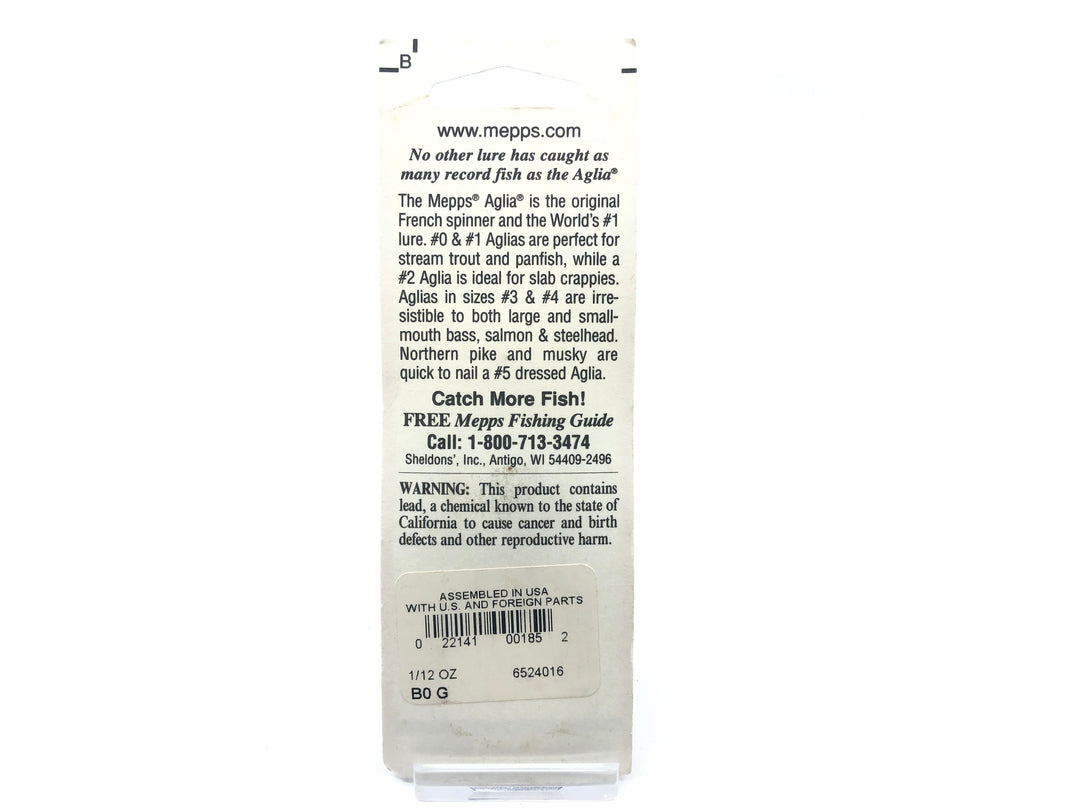 B
www.mepps.com
No other lure has caught as
many record fish as the Aglia®
The Mepps® Aglia® is the original
French spinner and the World's #1
lure. #0 & #1 Aglias are perfect for
stream trout and panfish, while a
#2 Aglia is ideal for slab crappies.
Aglias in sizes #3 & #4 are irre-
sistible to both large and small-
mouth bass, salmon & steelhead.
Northern pike and musky are
quick to nail a #5 dressed Aglia.
Catch More Fish!
FREE Mepps Fishing Guide
Call: 1-800-713-3474
Sheldons', Inc., Antigo, WI 54409-2496
WARNING: This product contains
lead, a chemical known to the state of
California to cause cancer and birth
defects and other reproductive harm.
ASSEMBLED IN USA
WITH U.S. AND FOREIGN PARTS
0 22141 00185 2
1/12 OZ 6524016
B0 G